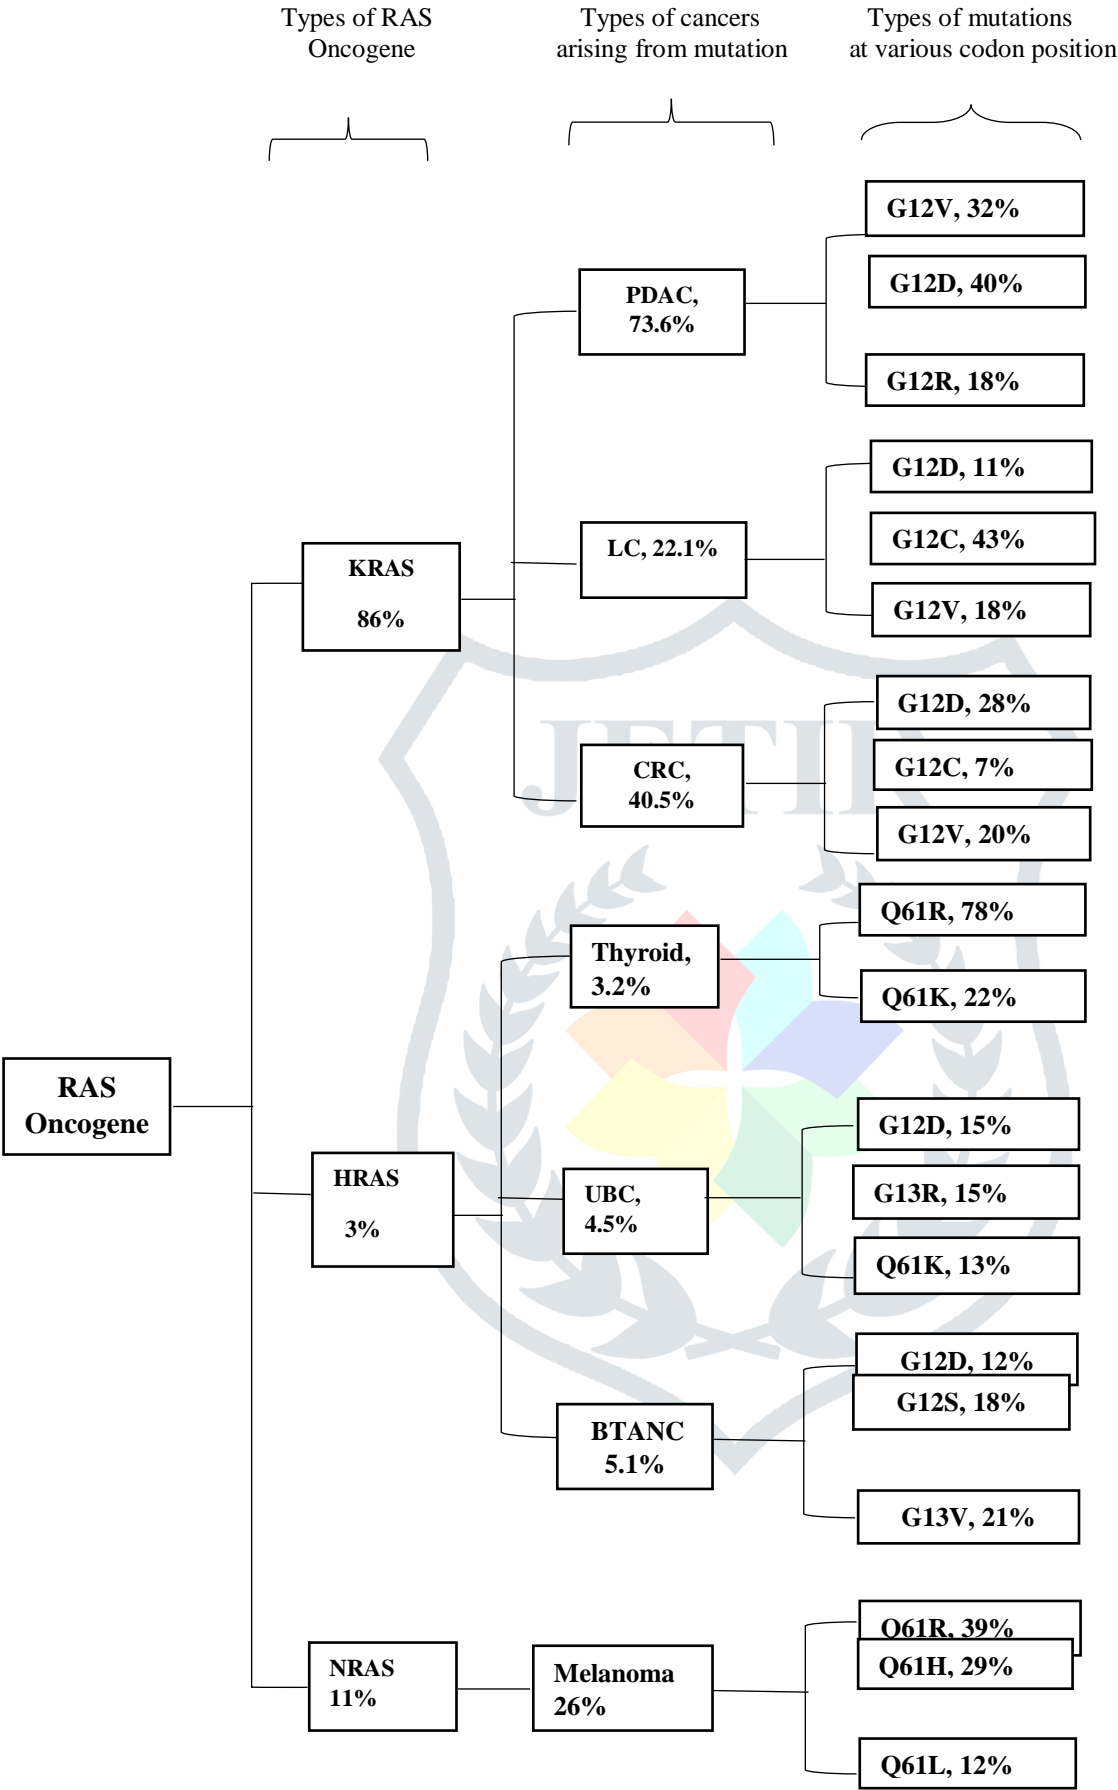 Types of RAS
Oncogene
Types of cancers
arising from mutation
Types of mutations
at various codon position
RAS
Oncogene
KRAS
86%
PDAC,
73.6%
G12V, 32%
G12D, 40%
G12R, 18%
LC, 22.1%
G12D, 11%
G12C, 43%
G12V, 18%
CRC,
40.5%
G12D, 28%
G12C, 7%
G12V, 20%
HRAS
3%
Thyroid,
3.2%
Q61R, 78%
Q61K, 22%
UBC,
4.5%
G12D, 15%
G13R, 15%
Q61K, 13%
BTANC
5.1%
G12D, 12%
G12S, 18%
G13V, 21%
NRAS
11%
Melanoma
26%
Q61R, 39%
Q61H, 29%
Q61L, 12%
JETIR